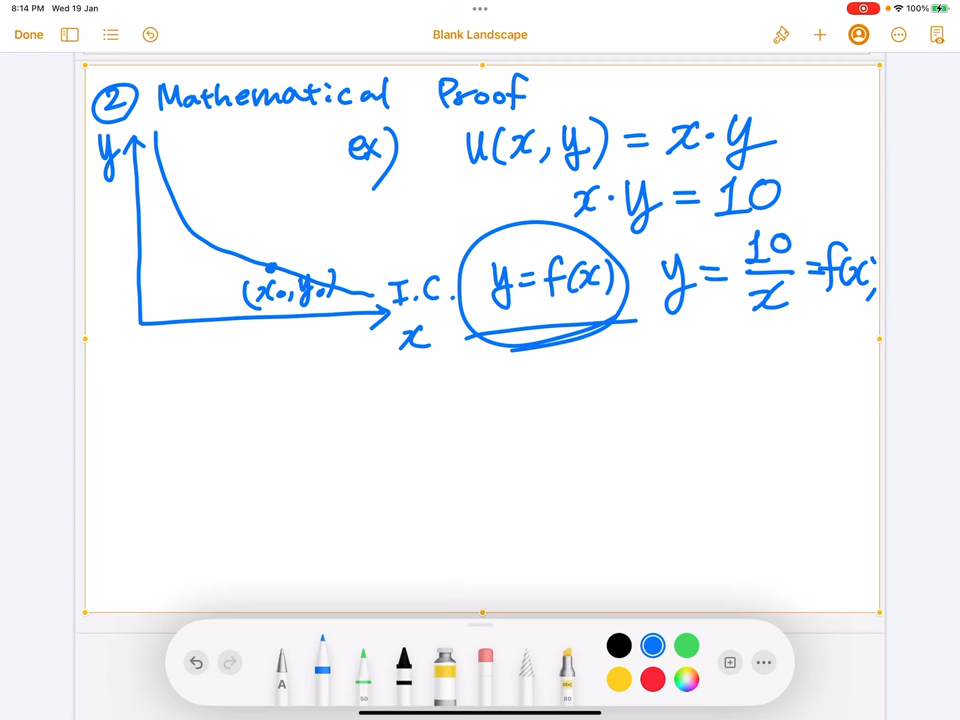 8:14 PM Wed 19 Jan
100%
Done
Blank Landscape
② Mathematical Proof
y
ex) u(x, y) = x · y
x · y = 10
(x₀, y₀)
I.C.
y = f(x)
y = 10/x = f(x)
x
A
50
abc
80